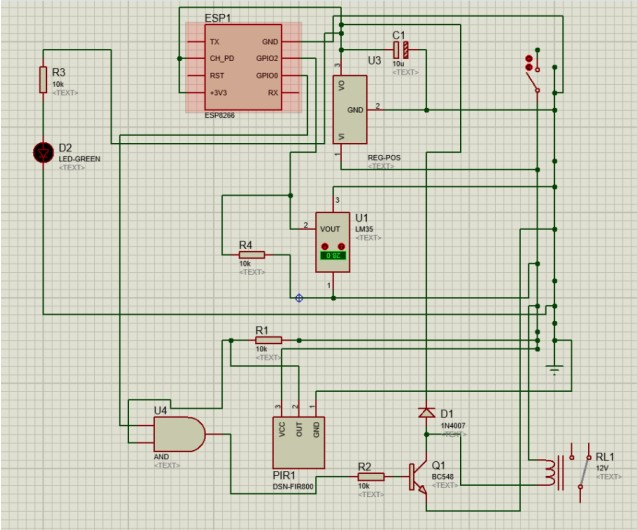 ESP1
TX
GND
CH_PD
GPIO2
RST
GPIO0
+3V3
RX
ESP8266
C1
10u
<TEXT>
U3
3
VO
GND
2
VI
1
REG-POS
<TEXT>
R3
10k
<TEXT>
D2
LED-GREEN
<TEXT>
3
U1
LM35
<TEXT>
2
VOUT
1
R4
10k
<TEXT>
R1
10k
<TEXT>
U4
AND
<TEXT>
3
2
1
VCC
OUT
GND
PIR1
DSN-FIR800
R2
10k
<TEXT>
D1
1N4007
<TEXT>
Q1
BC548
<TEXT>
RL1
12V
<TEXT>